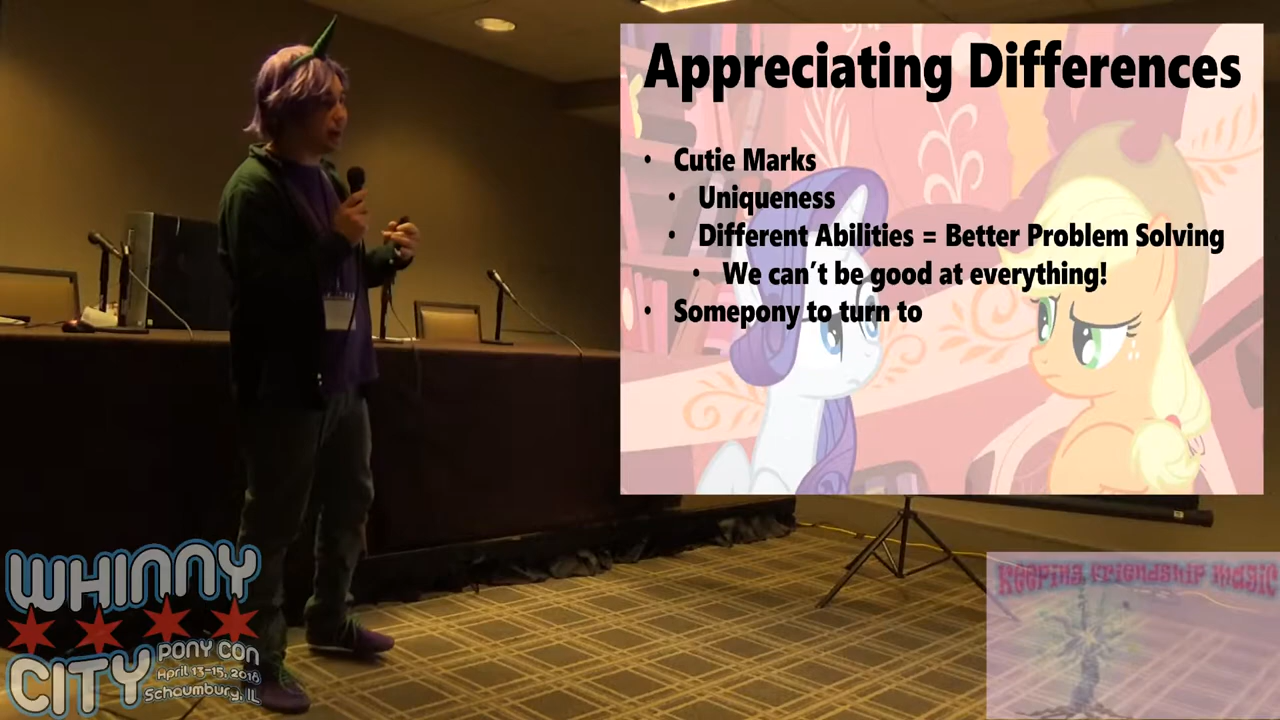 Appreciating Differences
• Cutie Marks
• Uniqueness
• Different Abilities = Better Problem Solving
• We can't be good at everything!
• Somepony to turn to
Keeping Friendship Magic
WHINNY
CITY
PONY CON
April 13-15, 2018
Schaumburg, IL